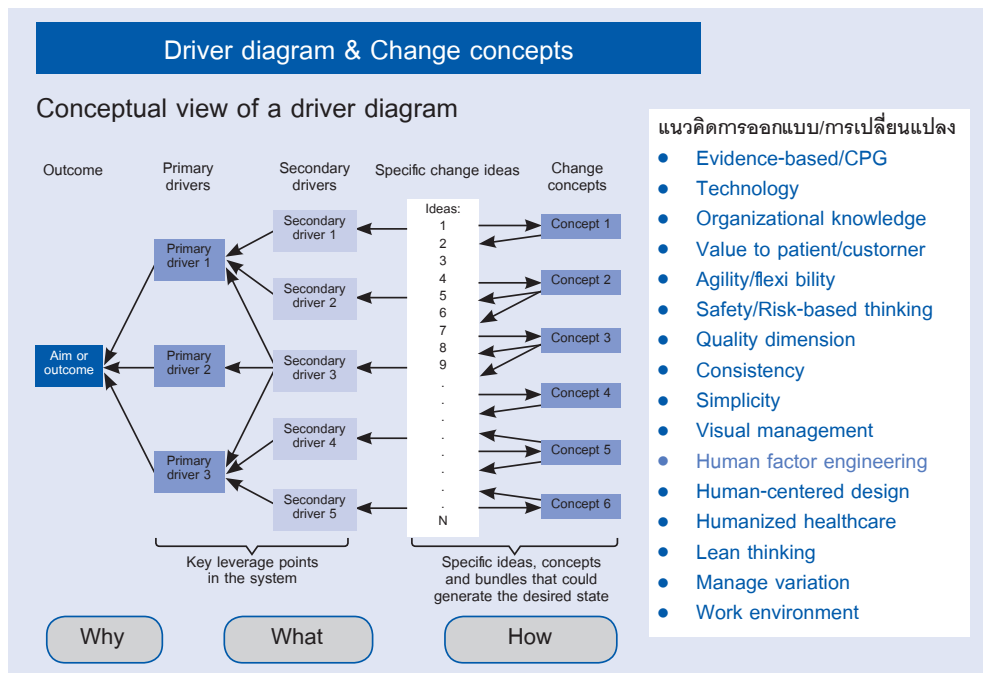 Driver diagram & Change concepts
Conceptual view of a driver diagram
Outcome
Primary
drivers
Secondary
drivers
Specific change ideas
Change
concepts
Aim or
outcome
Primary
driver 1
Primary
driver 2
Primary
driver 3
Secondary
driver 1
Secondary
driver 2
Secondary
driver 3
Secondary
driver 4
Secondary
driver 5
Ideas:
1
2
3
4
5
6
7
8
9
.
.
.
.
.
.
.
N
Concept 1
Concept 2
Concept 3
Concept 4
Concept 5
Concept 6
Key leverage points
in the system
Specific ideas, concepts
and bundles that could
generate the desired state
Why
What
How
แนวคิดการออกแบบ/การเปลี่ยนแปลง
• Evidence-based/CPG
• Technology
• Organizational knowledge
• Value to patient/custorner
• Agility/flexi bility
• Safety/Risk-based thinking
• Quality dimension
• Consistency
• Simplicity
• Visual management
• Human factor engineering
• Human-centered design
• Humanized healthcare
• Lean thinking
• Manage variation
• Work environment